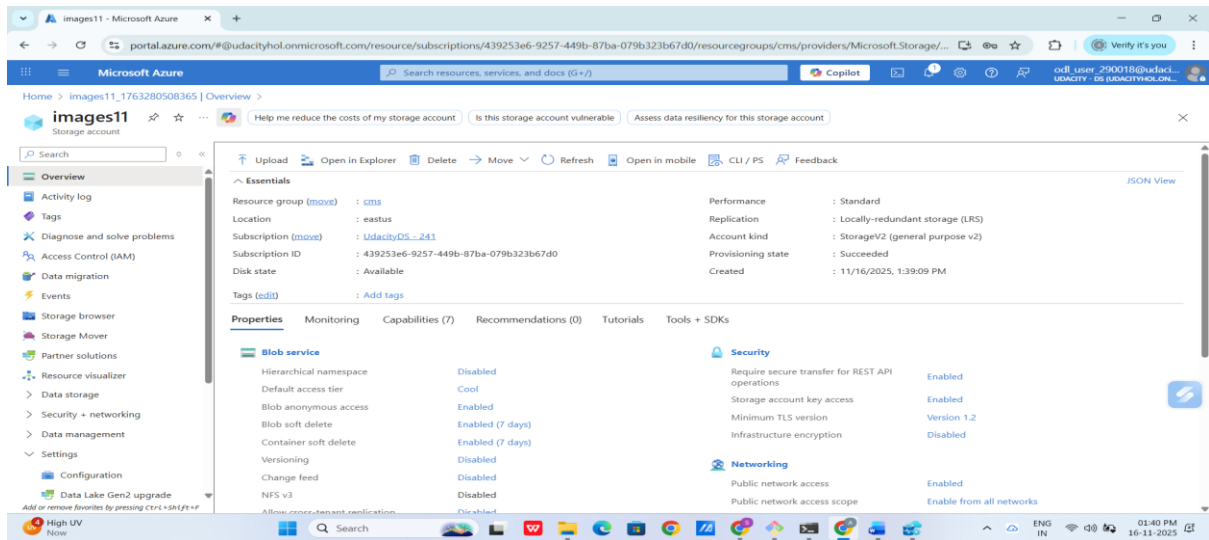 images11 - Microsoft Azure
portal.azure.com/#@udacityhol.onmicrosoft.com/resource/subscriptions/439253e6-9257-449b-87ba-079b323b67d0/resourcegroups/cms/providers/Microsoft.Storage/...
Verify it's you
Microsoft Azure
Search resources, services, and docs (G+/)
Copilot
1
odl_user_290018@udaci...
UDACITY - DS (UDACITYHOL.ON...
Home > images11_1763280508365 | Overview >
images11
Storage account
Help me reduce the costs of my storage account
Is this storage account vulnerable
Assess data resiliency for this storage account
Search
Overview
Activity log
Tags
Diagnose and solve problems
Access Control (IAM)
Data migration
Events
Storage browser
Storage Mover
Partner solutions
Resource visualizer
Data storage
Security + networking
Data management
Settings
Configuration
Data Lake Gen2 upgrade
Add or remove favorites by pressing Ctrl+Shift+F
Upload Open in Explorer Delete Move Refresh Open in mobile CLI / PS Feedback
Essentials
JSON View
Resource group (move) : cms
Location : eastus
Subscription (move) : UdacityDS - 241
Subscription ID : 439253e6-9257-449b-87ba-079b323b67d0
Disk state : Available
Tags (edit) : Add tags
Performance : Standard
Replication : Locally-redundant storage (LRS)
Account kind : StorageV2 (general purpose v2)
Provisioning state : Succeeded
Created : 11/16/2025, 1:39:09 PM
Properties Monitoring Capabilities (7) Recommendations (0) Tutorials Tools + SDKs
Blob service
Hierarchical namespace Disabled
Default access tier Cool
Blob anonymous access Enabled
Blob soft delete Enabled (7 days)
Container soft delete Enabled (7 days)
Versioning Disabled
Change feed Disabled
NFS v3 Disabled
Allow cross-tenant replication Disabled
Security
Require secure transfer for REST API
operations Enabled
Storage account key access Enabled
Minimum TLS version Version 1.2
Infrastructure encryption Disabled
Networking
Public network access Enabled
Public network access scope Enable from all networks
4
High UV
Now
Search
ENG
IN
01:40 PM
16-11-2025